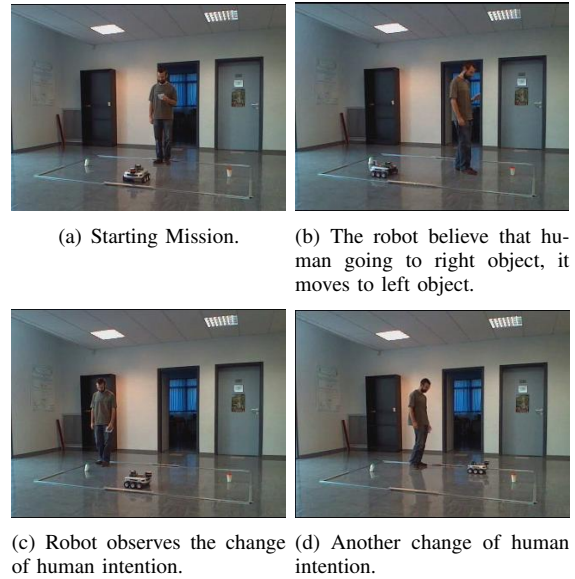 (a) Starting Mission.
(b) The robot believe that hu-
man going to right object, it
moves to left object.
(c) Robot observes the change
of human intention.
(d) Another change of human
intention.